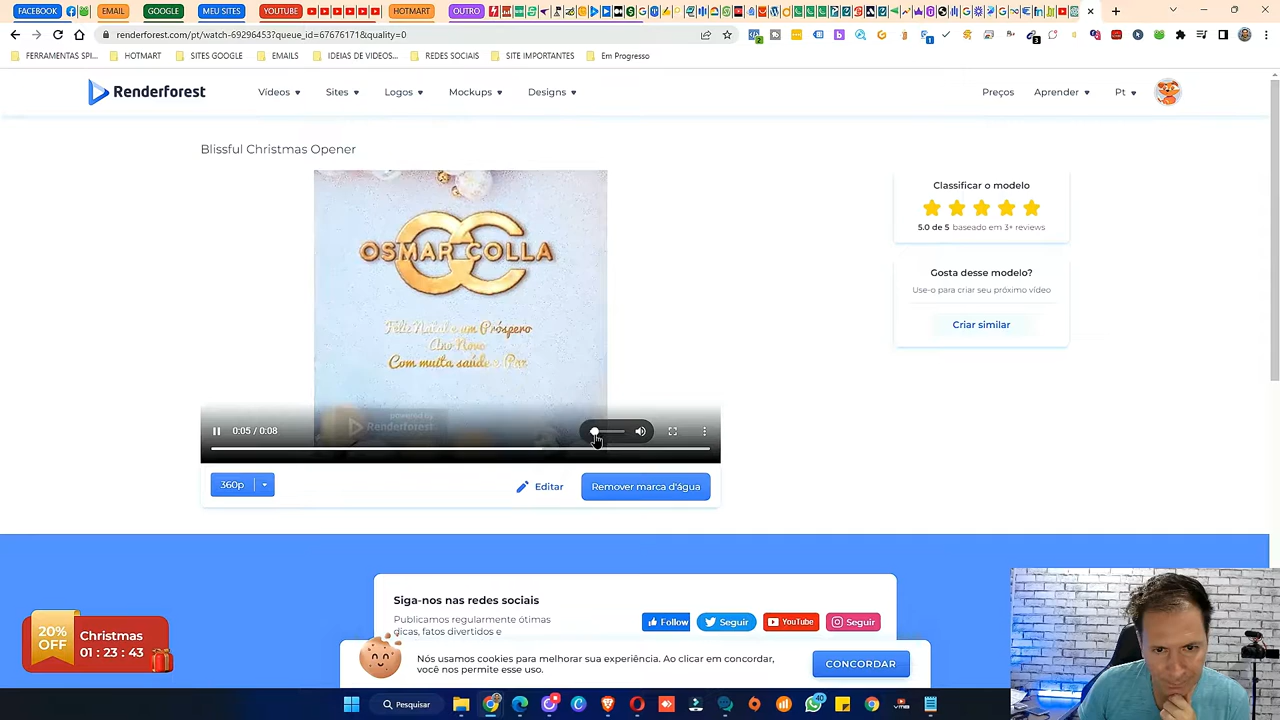 FACEBOOK
EMAIL
GOOGLE
MEU SITES
YOUTUBE
HOTMART
OUTRO
renderforest.com/pt/watch-69296453?queue_id=67676171&quality=0
FERRAMENTAS SPI...
HOTMART
SITES GOOGLE
EMAILS
IDEIAS DE VIDEOS...
REDES SOCIAIS
SITE IMPORTANTES
Em Progresso
Renderforest
Vídeos
Sites
Logos
Mockups
Designs
Preços
Aprender
Pt
Blissful Christmas Opener
OSMAR COLLA
Feliz Natal e um Próspero
Ano Novo
Com muita saúde e Paz
powered by
Renderforest
0:05 / 0:08
Classificar o modelo
5.0 de 5 baseado em 3+ reviews
Gosta desse modelo?
Use-o para criar seu próximo vídeo
Criar similar
360p
Editar
Remover marca d'água
Siga-nos nas redes sociais
Publicamos regularmente ótimas
dicas, fatos divertidos e
Follow
Seguir
YouTube
Seguir
20%
OFF
Christmas
01 : 23 : 43
Nós usamos cookies para melhorar sua experiência. Ao clicar em concordar,
você nos permite esse uso.
CONCORDAR
Pesquisar
40